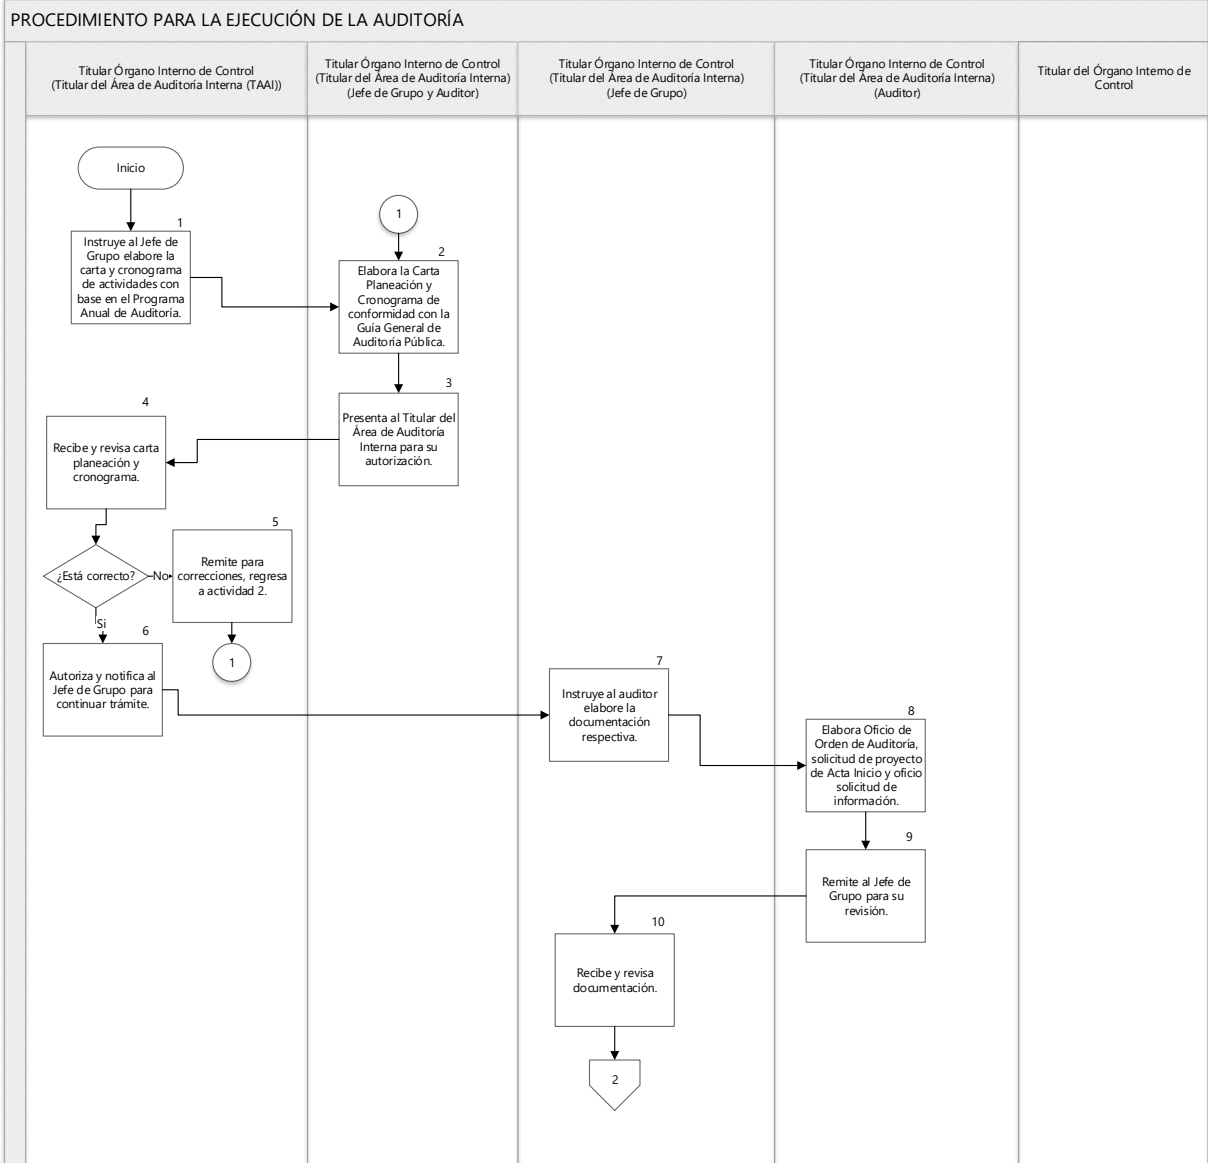 PROCEDIMIENTO PARA LA EJECUCIÓN DE LA AUDITORÍA
Titular Órgano Interno de Control
(Titular del Área de Auditoría Interna (TAAI))
Titular Órgano Interno de Control
(Titular del Área de Auditoría Interna)
(Jefe de Grupo y Auditor)
Titular Órgano Interno de Control
(Titular del Área de Auditoría Interna)
(Jefe de Grupo)
Titular Órgano Interno de Control
(Titular del Área de Auditoría Interna)
(Auditor)
Titular del Órgano Interno de
Control
Inicio
1
Instruye al Jefe de
Grupo elabore la
carta y cronograma
de actividades con
base en el Programa
Anual de Auditoría.
1
2
Elabora la Carta
Planeación y
Cronograma de
conformidad con la
Guía General de
Auditoría Pública.
3
Presenta al Titular del
Área de Auditoría
Interna para su
autorización.
4
Recibe y revisa carta
planeación y
cronograma.
¿Está correcto?
No
5
Remite para
correcciones, regresa
a actividad 2.
1
Si
6
Autoriza y notifica al
Jefe de Grupo para
continuar trámite.
7
Instruye al auditor
elabore la
documentación
respectiva.
8
Elabora Oficio de
Orden de Auditoría,
solicitud de proyecto
de Acta Inicio y oficio
solicitud de
información.
9
Remite al Jefe de
Grupo para su
revisión.
10
Recibe y revisa
documentación.
2